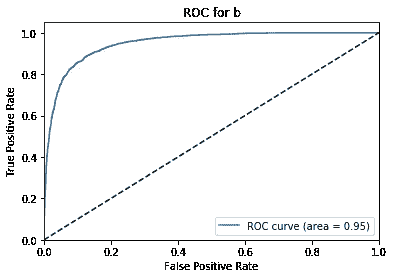 ROC for b
True Positive Rate
1.0
0.8
0.6
0.4
0.2
0.0
ROC curve (area = 0.95)
0.0 0.2 0.4 0.6 0.8 1.0
False Positive Rate